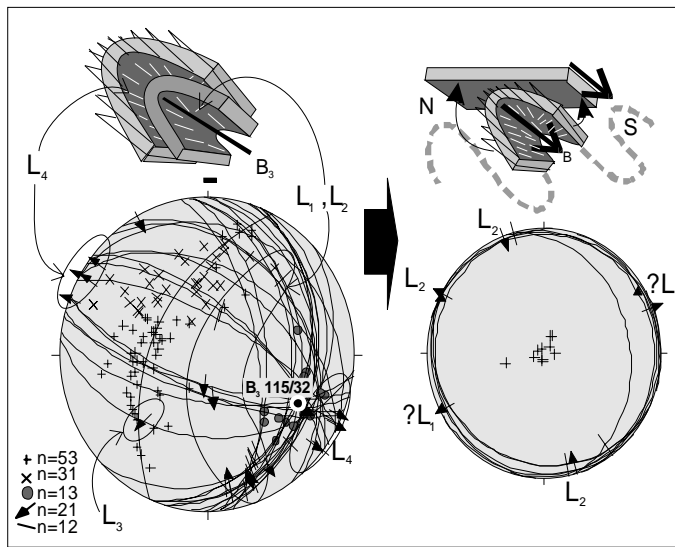 N
S
B
B₃
L₄
L₁ ,L₂
L₂
L₂
?L
B₃ 115/32
?L₁
L₄
L₂
+ n=53
× n=31
n=13
n=21
n=12
L₃